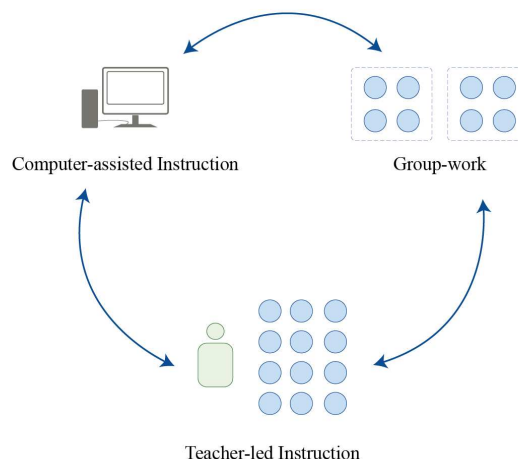 Computer-assisted Instruction
Group-work
Teacher-led Instruction